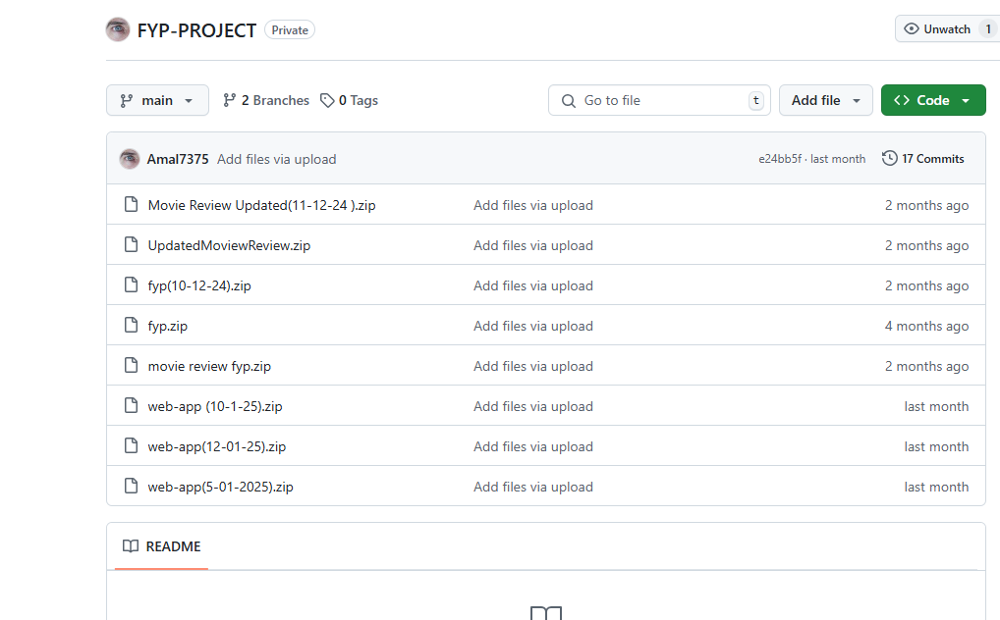 FYP-PROJECT Private Unwatch 1
main 2 Branches 0 Tags Go to file t Add file Code
Amal7375 Add files via upload e24bb5f · last month 17 Commits
Movie Review Updated(11-12-24 ).zip Add files via upload 2 months ago
UpdatedMoviewReview.zip Add files via upload 2 months ago
fyp(10-12-24).zip Add files via upload 2 months ago
fyp.zip Add files via upload 4 months ago
movie review fyp.zip Add files via upload 2 months ago
web-app (10-1-25).zip Add files via upload last month
web-app(12-01-25).zip Add files via upload last month
web-app(5-01-2025).zip Add files via upload last month
README